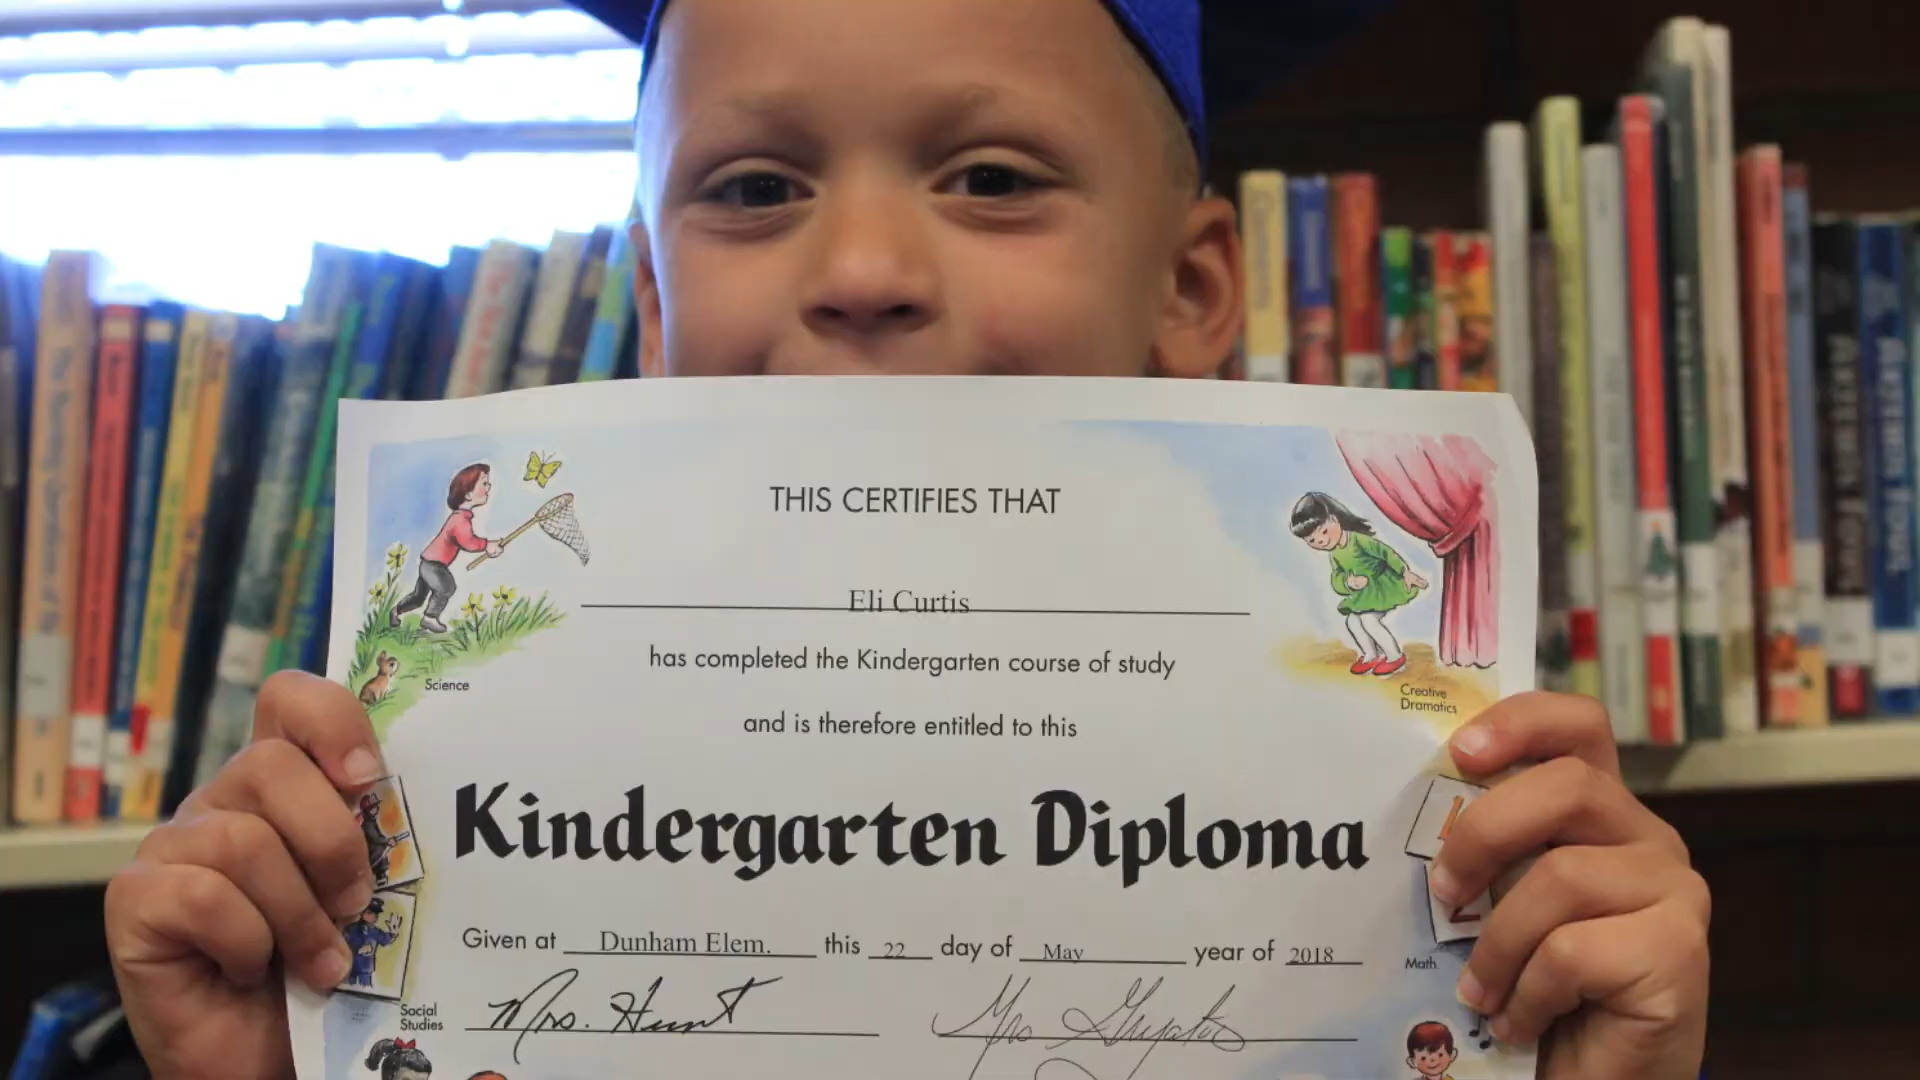 THIS CERTIFIES THAT
Eli Curtis
has completed the Kindergarten course of study
and is therefore entitled to this
Kindergarten Diploma
Given at Dunham Elem. this 22 day of May year of 2018
Mrs. Hunt
Mrs
Science
Creative
Dramatics
Social
Studies
Math
2